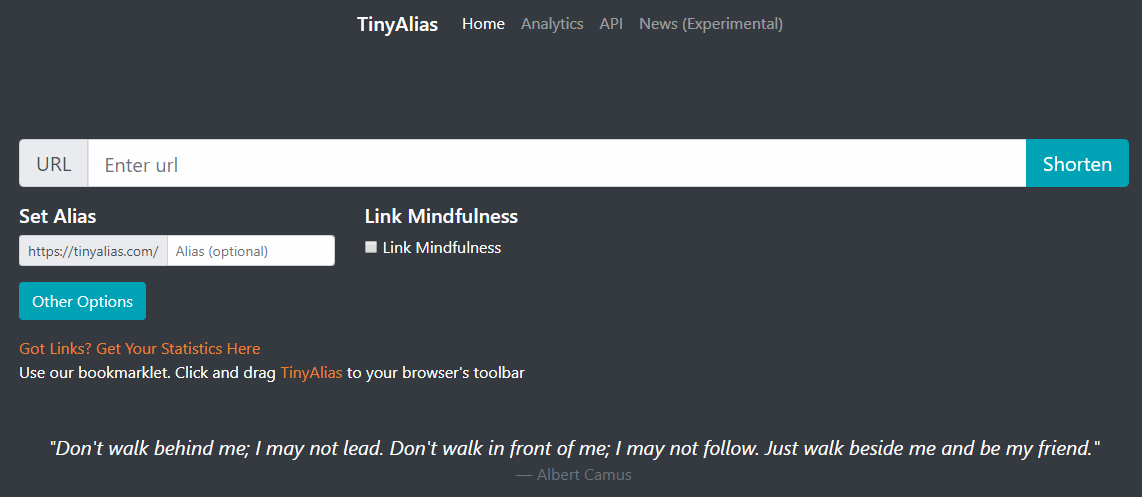 TinyAlias Home Analytics API News (Experimental)
URL Enter url Shorten
Set Alias Link Mindfulness
https://tinyalias.com/ Alias (optional) Link Mindfulness
Other Options
Got Links? Get Your Statistics Here
Use our bookmarklet. Click and drag TinyAlias to your browser's toolbar
"Don't walk behind me; I may not lead. Don't walk in front of me; I may not follow. Just walk beside me and be my friend."
— Albert Camus